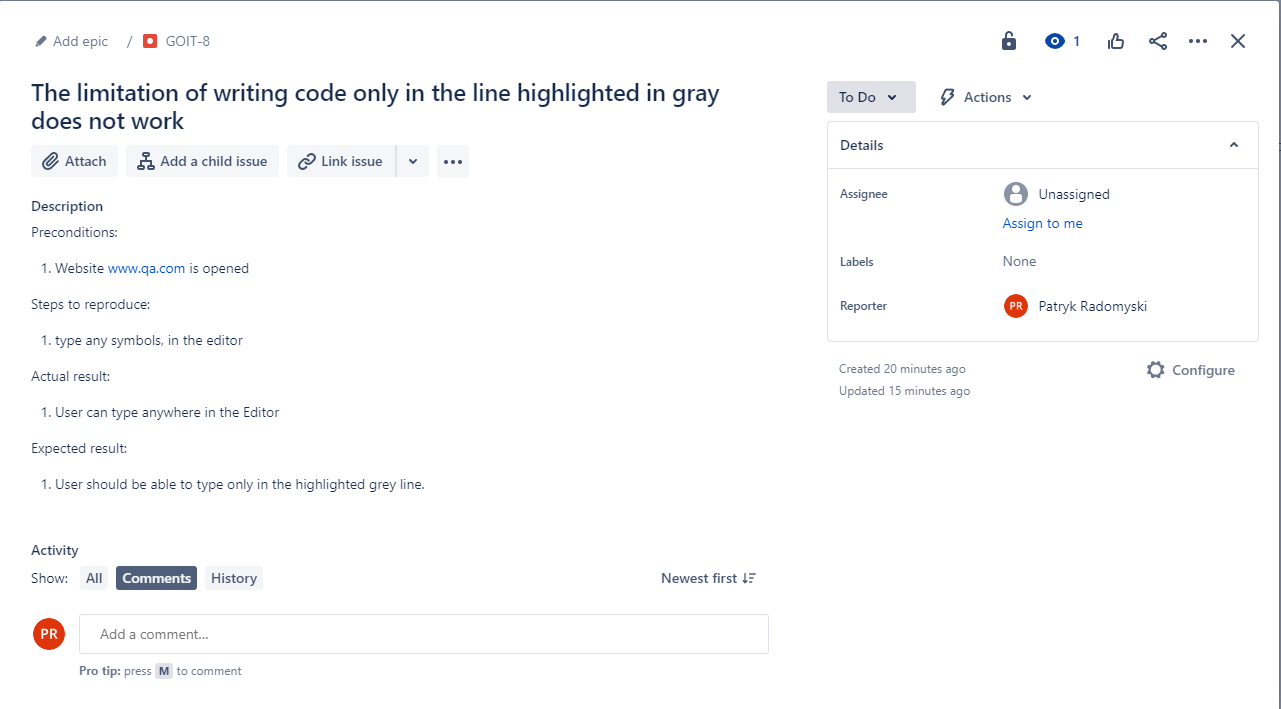 Add epic / GOIT-8
1
The limitation of writing code only in the line highlighted in gray
does not work
Attach
Add a child issue
Link issue
Description
Preconditions:
1. Website www.qa.com is opened
Steps to reproduce:
1. type any symbols, in the editor
Actual result:
1. User can type anywhere in the Editor
Expected result:
1. User should be able to type only in the highlighted grey line.
Activity
Show: All Comments History
Newest first
PR Add a comment...
Pro tip: press M to comment
To Do
Actions
Details
Assignee Unassigned
Assign to me
Labels None
Reporter PR Patryk Radomyski
Created 20 minutes ago
Configure
Updated 15 minutes ago